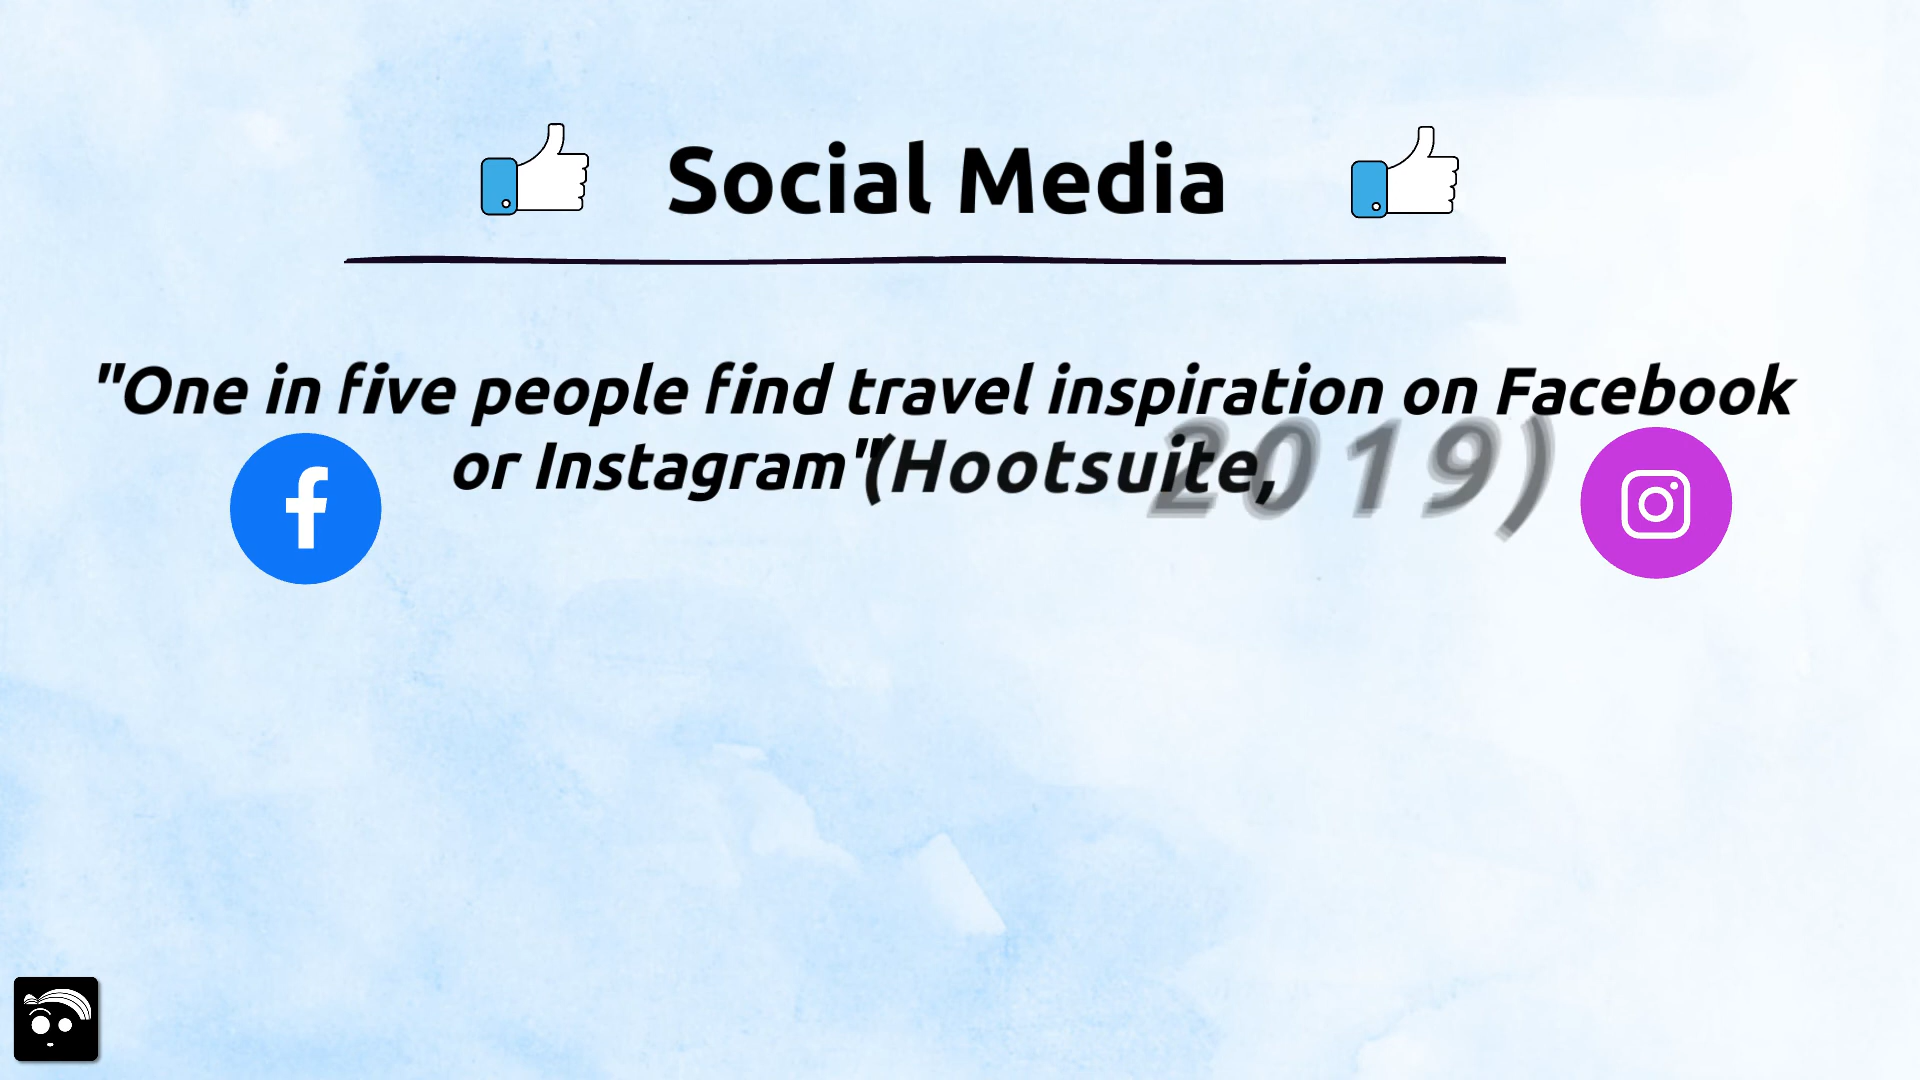 Social Media
"One in five people find travel inspiration on Facebook
or Instagram"(Hootsuite, 2019)